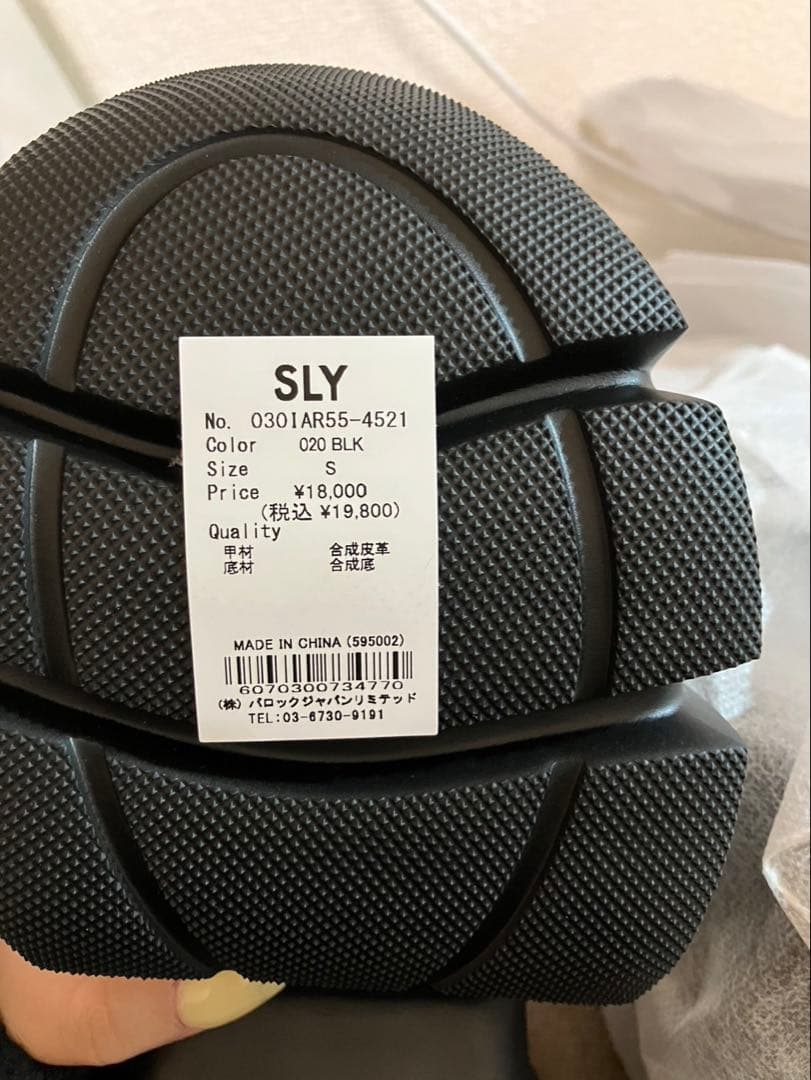 SLY
No. 030IAR55-4521
Color 020 BLK
Size S
Price ¥18,000
(税込 ¥19,800)
Quality
甲材 合成皮革
底材 合成底
MADE IN CHINA (595002)
6070300734770
(株) バロックジャパンリミテッド
TEL:03-6730-9191